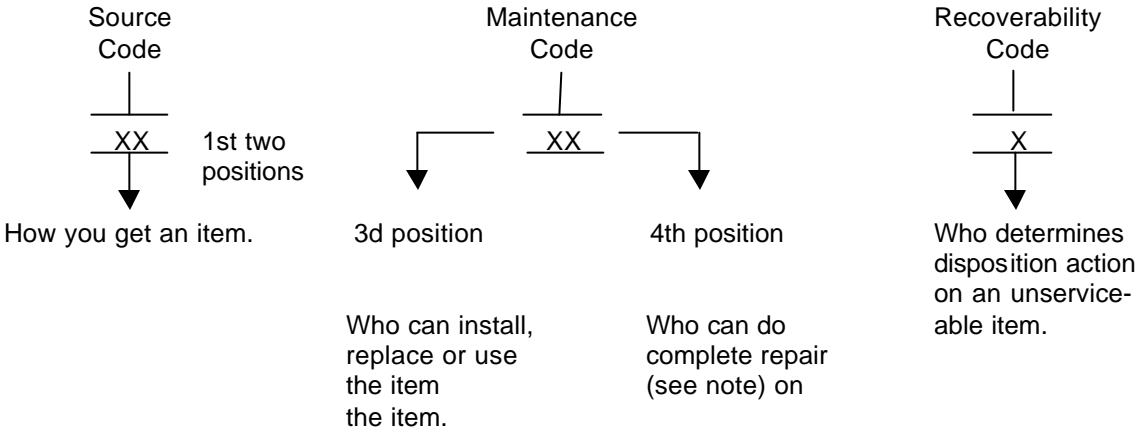 Source
Code
XX
1st two
positions
How you get an item.
Maintenance
Code
XX
3d position
Who can install,
replace or use
the item
the item.
4th position
Who can do
complete repair
(see note) on
Recoverability
Code
X
Who determines
disposition action
on an unservice-
able item.